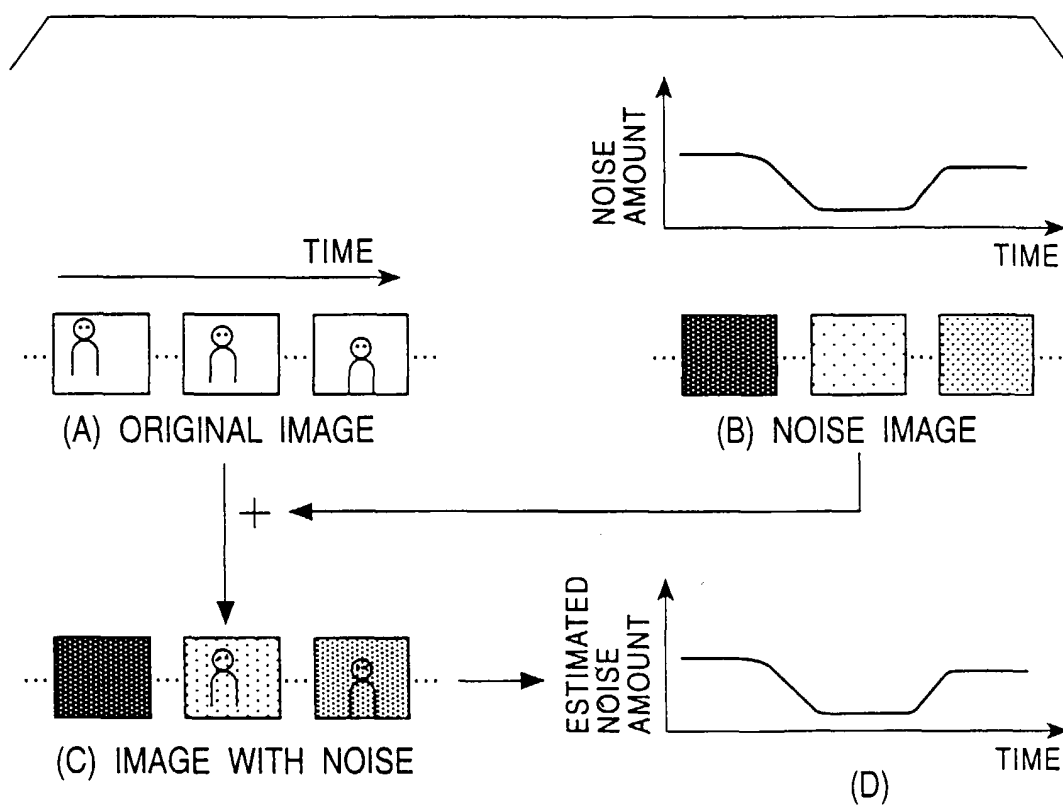 NOISE
AMOUNT
TIME
TIME
(A) ORIGINAL IMAGE
(B) NOISE IMAGE
+
ESTIMATED
NOISE
AMOUNT
(C) IMAGE WITH NOISE
TIME
(D)